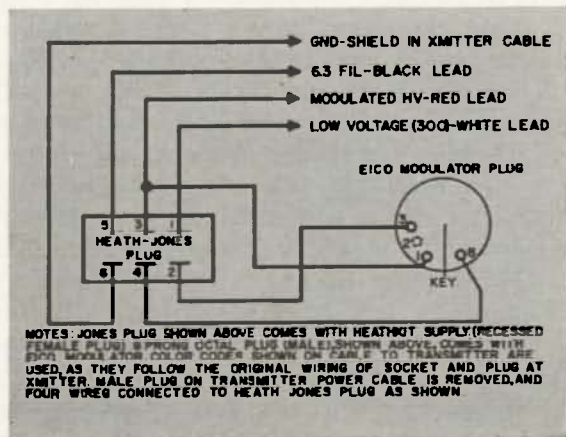 GND-SHIELD IN XMITTER CABLE
6.3 FIL-BLACK LEAD
MODULATED HV-RED LEAD
LOW VOLTAGE (300)-WHITE LEAD
EICO MODULATOR PLUG
5 3 1
HEATH-JONES
PLUG
6 4 2
3
2
1 8
KEY
NOTES: JONES PLUG SHOWN ABOVE COMES WITH HEATHKIT SUPPLY. (RECESSED
FEMALE PLUG) 8 PRONG OCTAL PLUG (MALE), SHOWN ABOVE, COMES WITH
EICO MODULATOR. COLOR CODES SHOWN ON CABLE TO TRANSMITTER ARE
USED, AS THEY FOLLOW THE ORIGINAL WIRING OF SOCKET AND PLUG AT
XMITTER. MALE PLUG ON TRANSMITTER POWER CABLE IS REMOVED, AND
FOUR WIRES CONNECTED TO HEATH JONES PLUG AS SHOWN